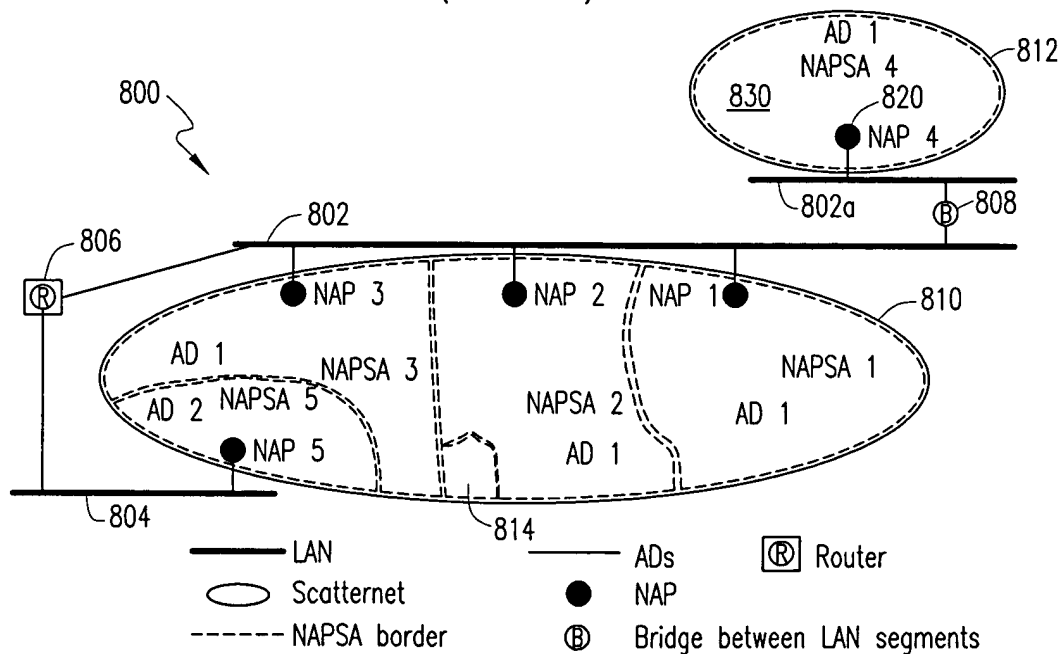 AD 1
NAPSA 4
812
800
830
820
NAP 4
802
802a
B
808
806
R
NAP 3
NAP 2
NAP 1
810
AD 1
NAPSA 3
NAPSA 1
AD 2
NAPSA 5
NAPSA 2
AD 1
NAP 5
AD 1
804
814
LAN
ADs
R
Router
Scatternet
NAP
NAPSA border
B
Bridge between LAN segments